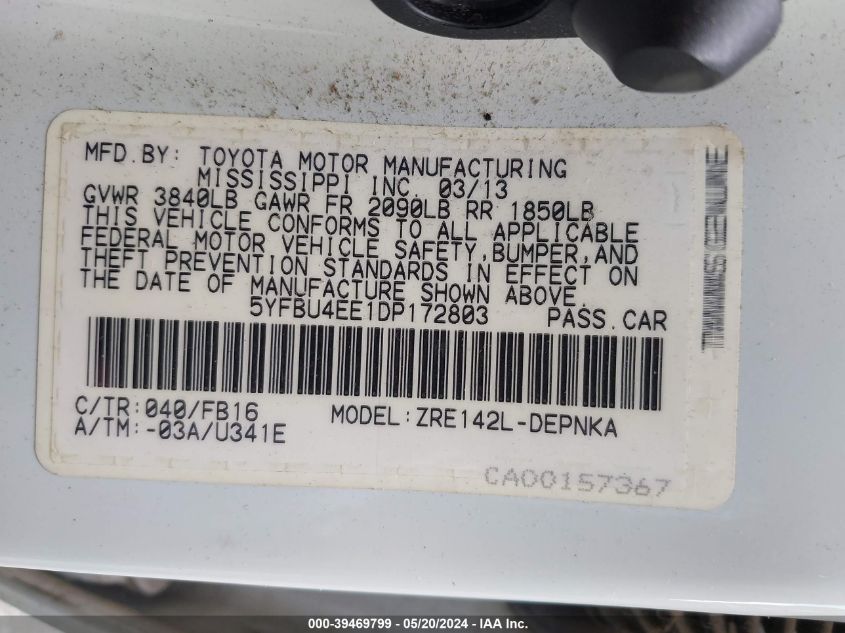 MFD.BY: TOYOTA MOTOR MANUFACTURING
MISSISSIPPI INC. 03/13
GVWR 3840LB GAWR FR 2090LB RR 1850LB
THIS VEHICLE CONFORMS TO ALL APPLICABLE
FEDERAL MOTOR VEHICLE SAFETY,BUMPER,AND
THEFT PREVENTION STANDARDS IN EFFECT ON
THE DATE OF MANUFACTURE SHOWN ABOVE.
5YFBU4EE1DP172803 PASS.CAR
C/TR:040/FB16 MODEL:ZRE142L-DEPNKA
A/TM:-03A/U341E
CA00157367
GENUINE
000-39469799 - 05/20/2024 - IAA Inc.